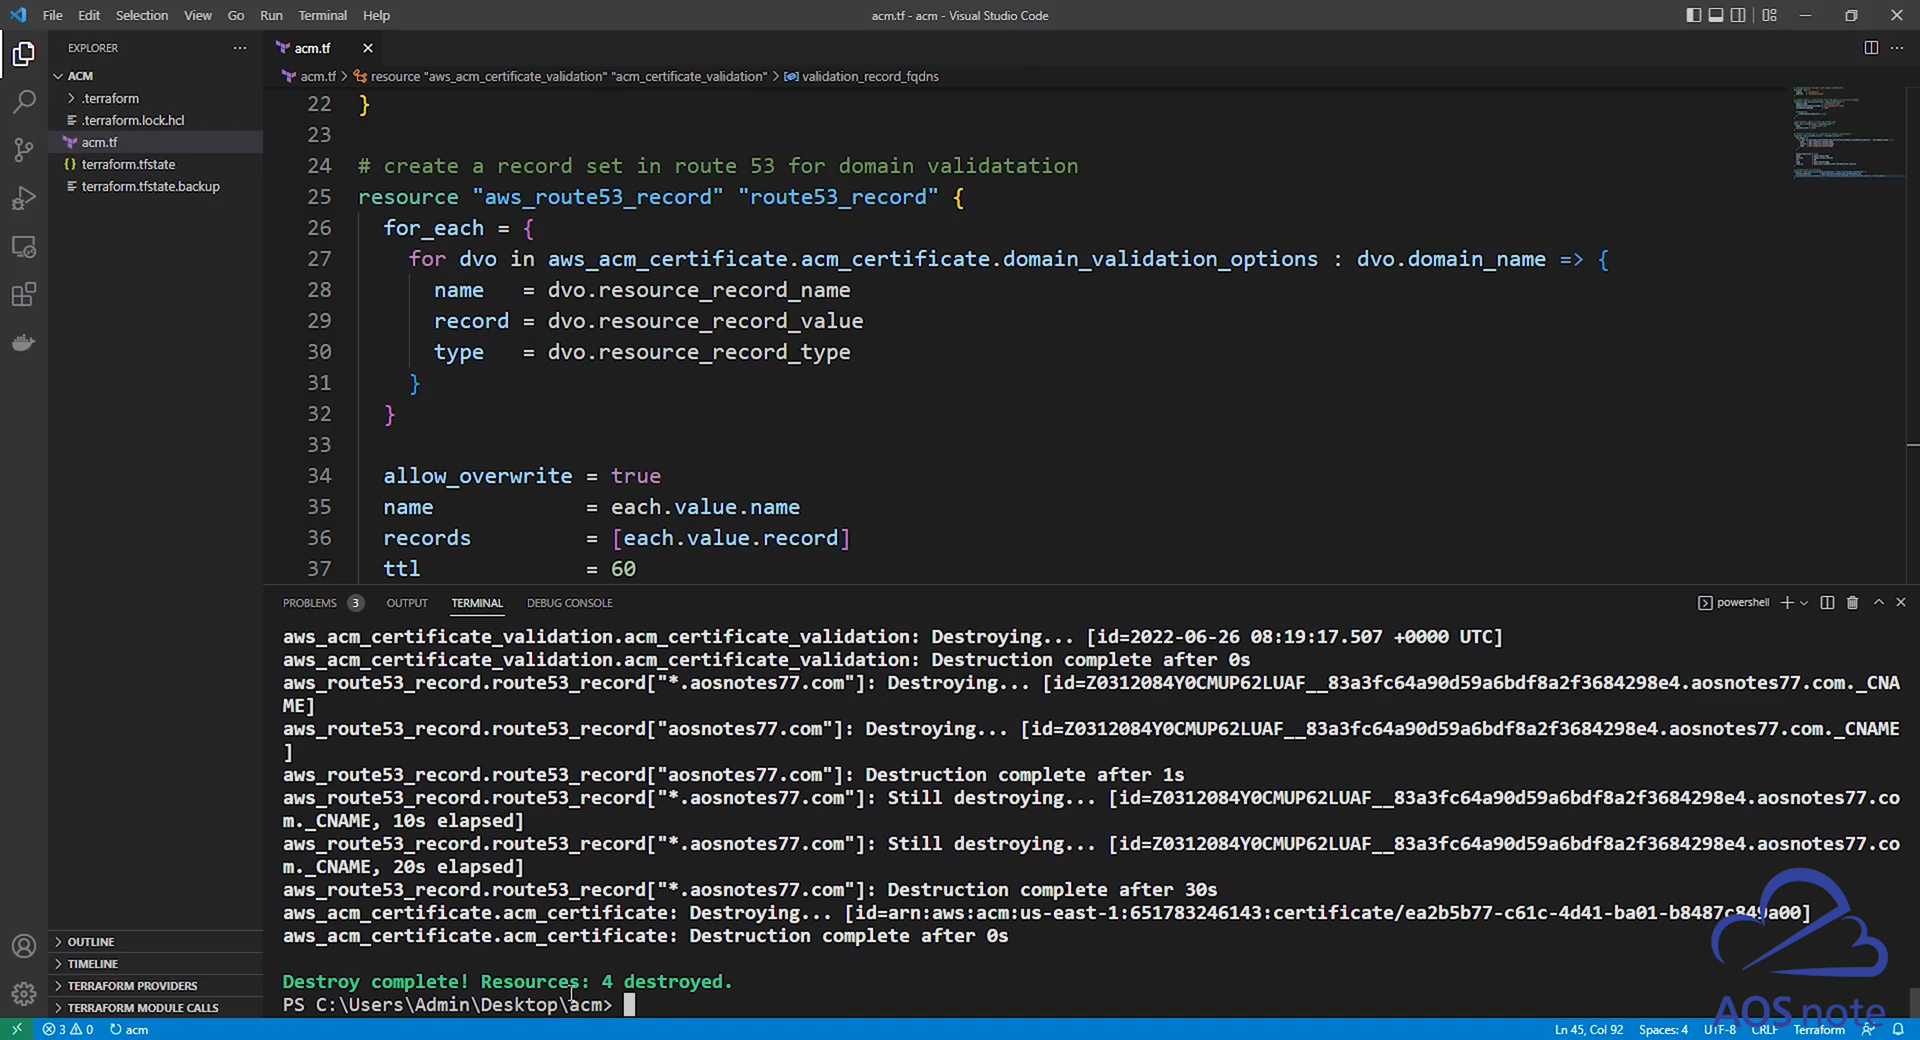 File Edit Selection View Go Run Terminal Help
acm.tf - acm - Visual Studio Code
EXPLORER
ACM
.terraform
.terraform.lock.hcl
acm.tf
terraform.tfstate
terraform.tfstate.backup
OUTLINE
TIMELINE
TERRAFORM PROVIDERS
TERRAFORM MODULE CALLS
acm.tf
acm.tf > resource "aws_acm_certificate_validation" "acm_certificate_validation" > validation_record_fqdns
22 }
23
24 # create a record set in route 53 for domain validatation
25 resource "aws_route53_record" "route53_record" {
26 for_each = {
27 for dvo in aws_acm_certificate.acm_certificate.domain_validation_options : dvo.domain_name => {
28 name = dvo.resource_record_name
29 record = dvo.resource_record_value
30 type = dvo.resource_record_type
31 }
32 }
33
34 allow_overwrite = true
35 name = each.value.name
36 records = [each.value.record]
37 ttl = 60
PROBLEMS 3 OUTPUT TERMINAL DEBUG CONSOLE
powershell
aws_acm_certificate_validation.acm_certificate_validation: Destroying... [id=2022-06-26 08:19:17.507 +0000 UTC]
aws_acm_certificate_validation.acm_certificate_validation: Destruction complete after 0s
aws_route53_record.route53_record["*.aosnotes77.com"]: Destroying... [id=Z0312084Y0CMUP62LUAF__83a3fc64a90d59a6bdf8a2f3684298e4.aosnotes77.com._CNA
ME]
aws_route53_record.route53_record["aosnotes77.com"]: Destroying... [id=Z0312084Y0CMUP62LUAF__83a3fc64a90d59a6bdf8a2f3684298e4.aosnotes77.com._CNAME
]
aws_route53_record.route53_record["aosnotes77.com"]: Destruction complete after 1s
aws_route53_record.route53_record["*.aosnotes77.com"]: Still destroying... [id=Z0312084Y0CMUP62LUAF__83a3fc64a90d59a6bdf8a2f3684298e4.aosnotes77.co
m._CNAME, 10s elapsed]
aws_route53_record.route53_record["*.aosnotes77.com"]: Still destroying... [id=Z0312084Y0CMUP62LUAF__83a3fc64a90d59a6bdf8a2f3684298e4.aosnotes77.co
m._CNAME, 20s elapsed]
aws_route53_record.route53_record["*.aosnotes77.com"]: Destruction complete after 30s
aws_acm_certificate.acm_certificate: Destroying... [id=arn:aws:acm:us-east-1:651783246143:certificate/ea2b5b77-c61c-4d41-ba01-b8487c849a00]
aws_acm_certificate.acm_certificate: Destruction complete after 0s
Destroy complete! Resources: 4 destroyed.
PS C:\Users\Admin\Desktop\acm>
AOS note
3 0 acm
Ln 45, Col 92 Spaces: 4 UTF-8 CRLF Terraform